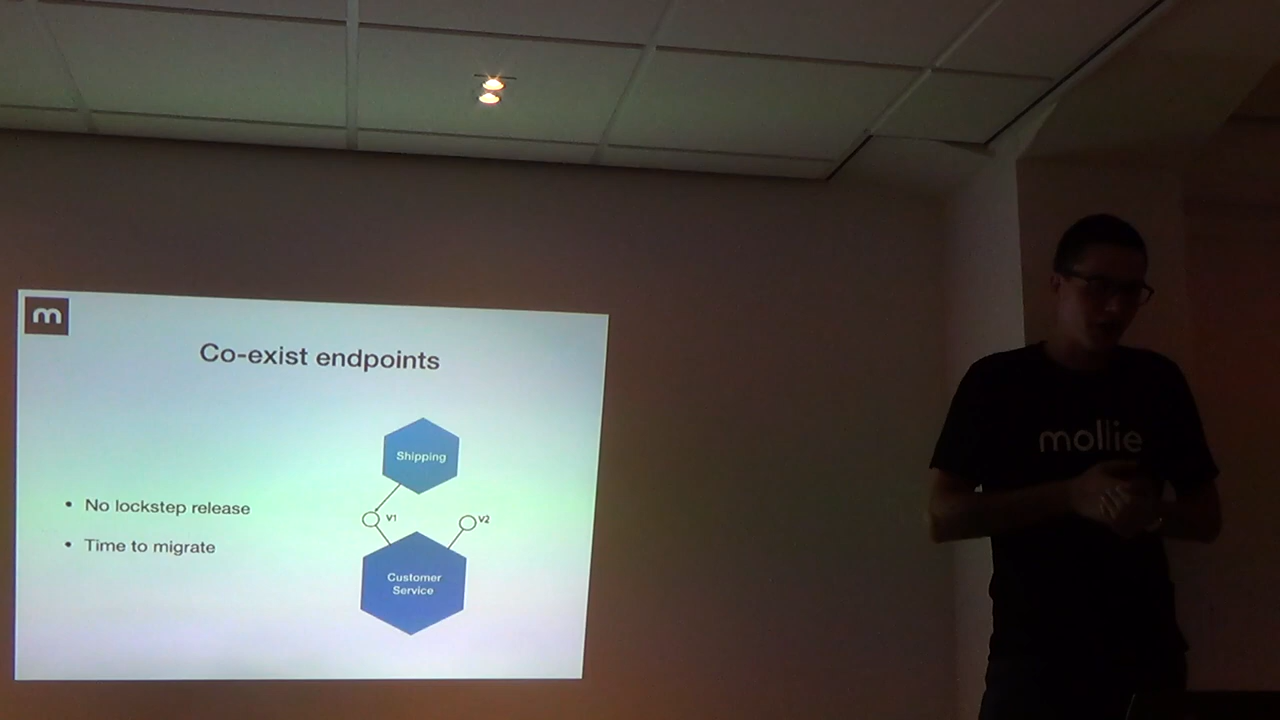 m
Co-exist endpoints
Shipping
No lockstep release
V1
V2
Time to migrate
Customer
Service
mollie